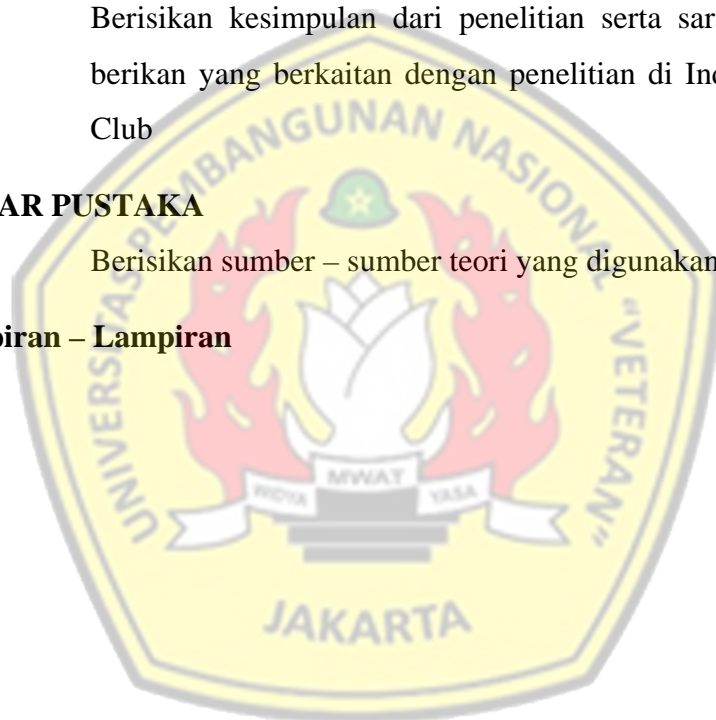 Berisikan kesimpulan dari penelitian serta sar
berikan yang berkaitan dengan penelitian di Ind
Club
AR PUSTAKA
Berisikan sumber – sumber teori yang digunakan
piran – Lampiran
UNIVERSITAS PEMBANGUNAN NASIONAL "VETERAN"
WIDYA MWAT YASA
JAKARTA